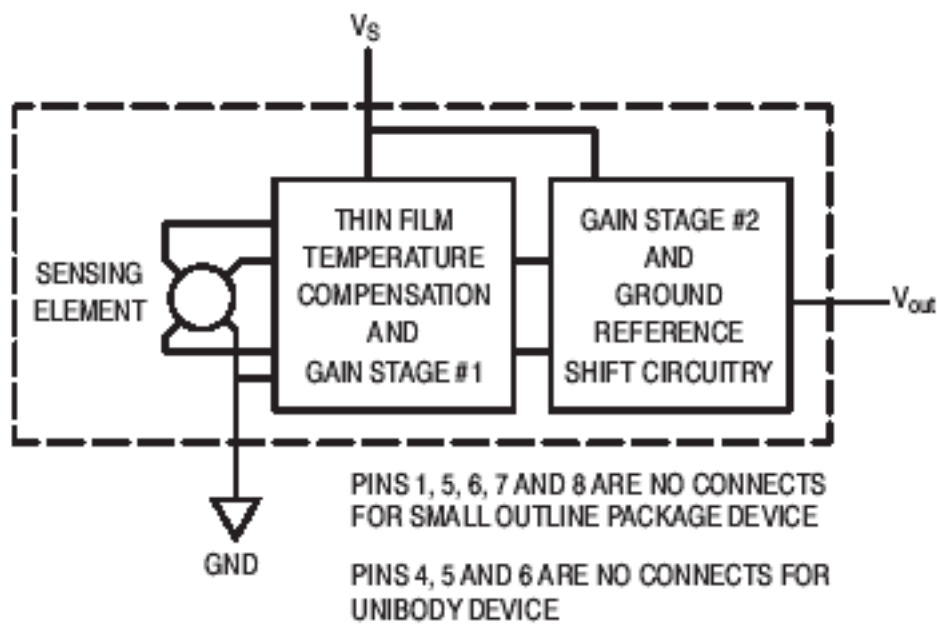 VS
SENSING
ELEMENT
THIN FILM
TEMPERATURE
COMPENSATION
AND
GAIN STAGE #1
GAIN STAGE #2
AND
GROUND
REFERENCE
SHIFT CIRCUITRY
Vout
GND
PINS 1, 5, 6, 7 AND 8 ARE NO CONNECTS
FOR SMALL OUTLINE PACKAGE DEVICE
PINS 4, 5 AND 6 ARE NO CONNECTS FOR
UNIBODY DEVICE